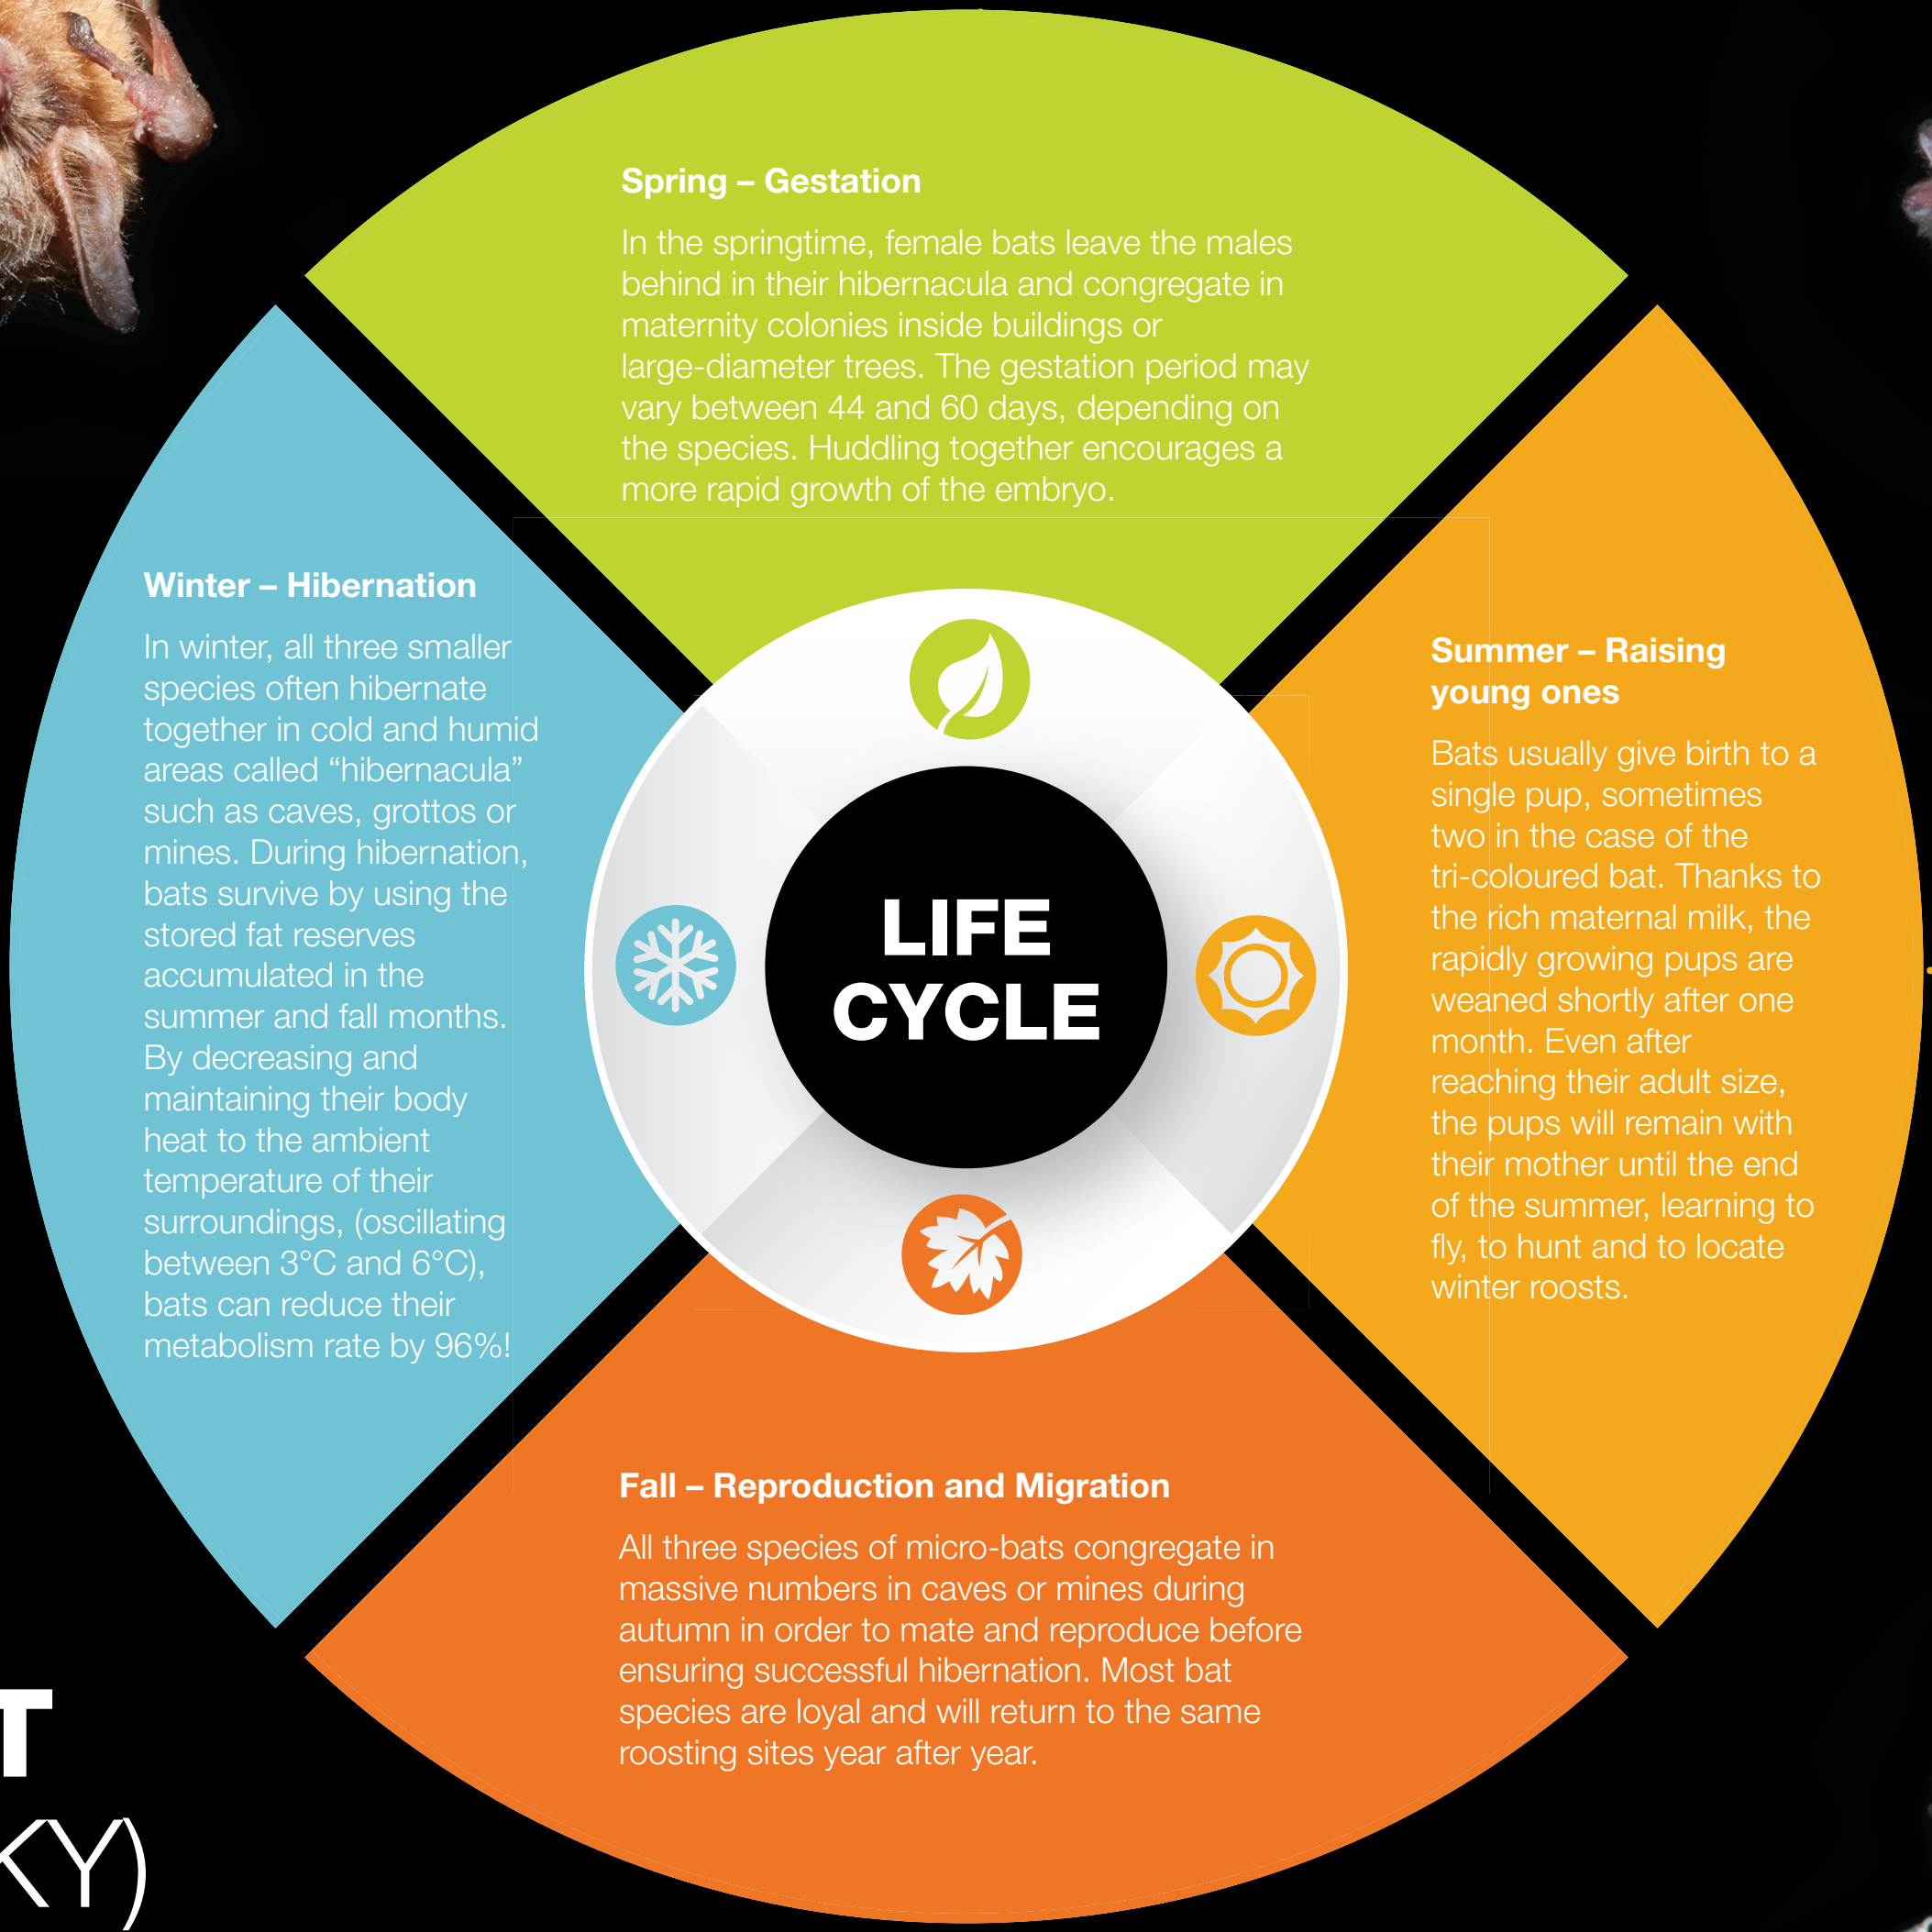 Spring – Gestation
In the springtime, female bats leave the males
behind in their hibernacula and congregate in
maternity colonies inside buildings or
large-diameter trees. The gestation period may
vary between 44 and 60 days, depending on
the species. Huddling together encourages a
more rapid growth of the embryo.
Winter – Hibernation
In winter, all three smaller
species often hibernate
together in cold and humid
areas called “hibernacula”
such as caves, grottos or
mines. During hibernation,
bats survive by using the
stored fat reserves
accumulated in the
summer and fall months.
By decreasing and
maintaining their body
heat to the ambient
temperature of their
surroundings, (oscillating
between 3°C and 6°C),
bats can reduce their
metabolism rate by 96%!
LIFE
CYCLE
Summer – Raising
young ones
Bats usually give birth to a
single pup, sometimes
two in the case of the
tri-coloured bat. Thanks to
the rich maternal milk, the
rapidly growing pups are
weaned shortly after one
month. Even after
reaching their adult size,
the pups will remain with
their mother until the end
of the summer, learning to
fly, to hunt and to locate
winter roosts.
Fall – Reproduction and Migration
All three species of micro-bats congregate in
massive numbers in caves or mines during
autumn in order to mate and reproduce before
ensuring successful hibernation. Most bat
species are loyal and will return to the same
roosting sites year after year.
T
KY)